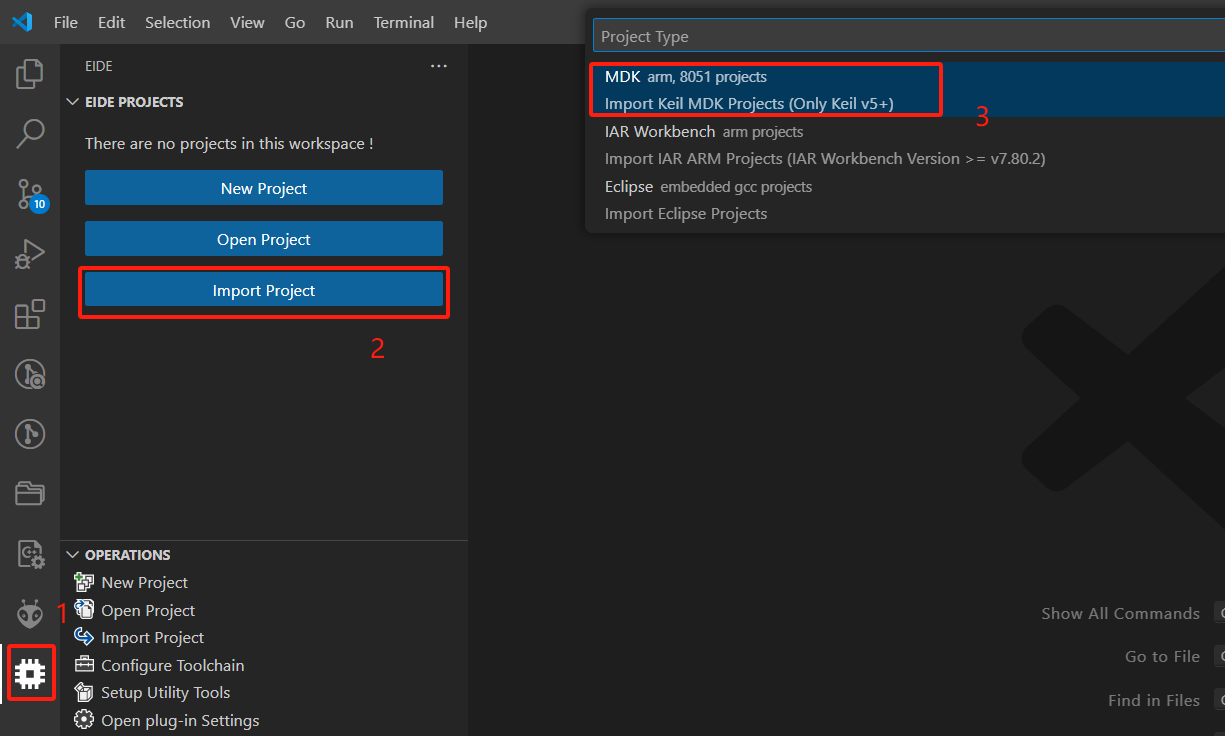 File Edit Selection View Go Run Terminal Help
EIDE
EIDE PROJECTS
There are no projects in this workspace !
New Project
Open Project
Import Project
2
Project Type
MDK arm, 8051 projects
Import Keil MDK Projects (Only Keil v5+)
3
IAR Workbench arm projects
Import IAR ARM Projects (IAR Workbench Version >= v7.80.2)
Eclipse embedded gcc projects
Import Eclipse Projects
10
OPERATIONS
New Project
1
Open Project
Import Project
Configure Toolchain
Setup Utility Tools
Open plug-in Settings
Show All Commands
Go to File
Find in Files